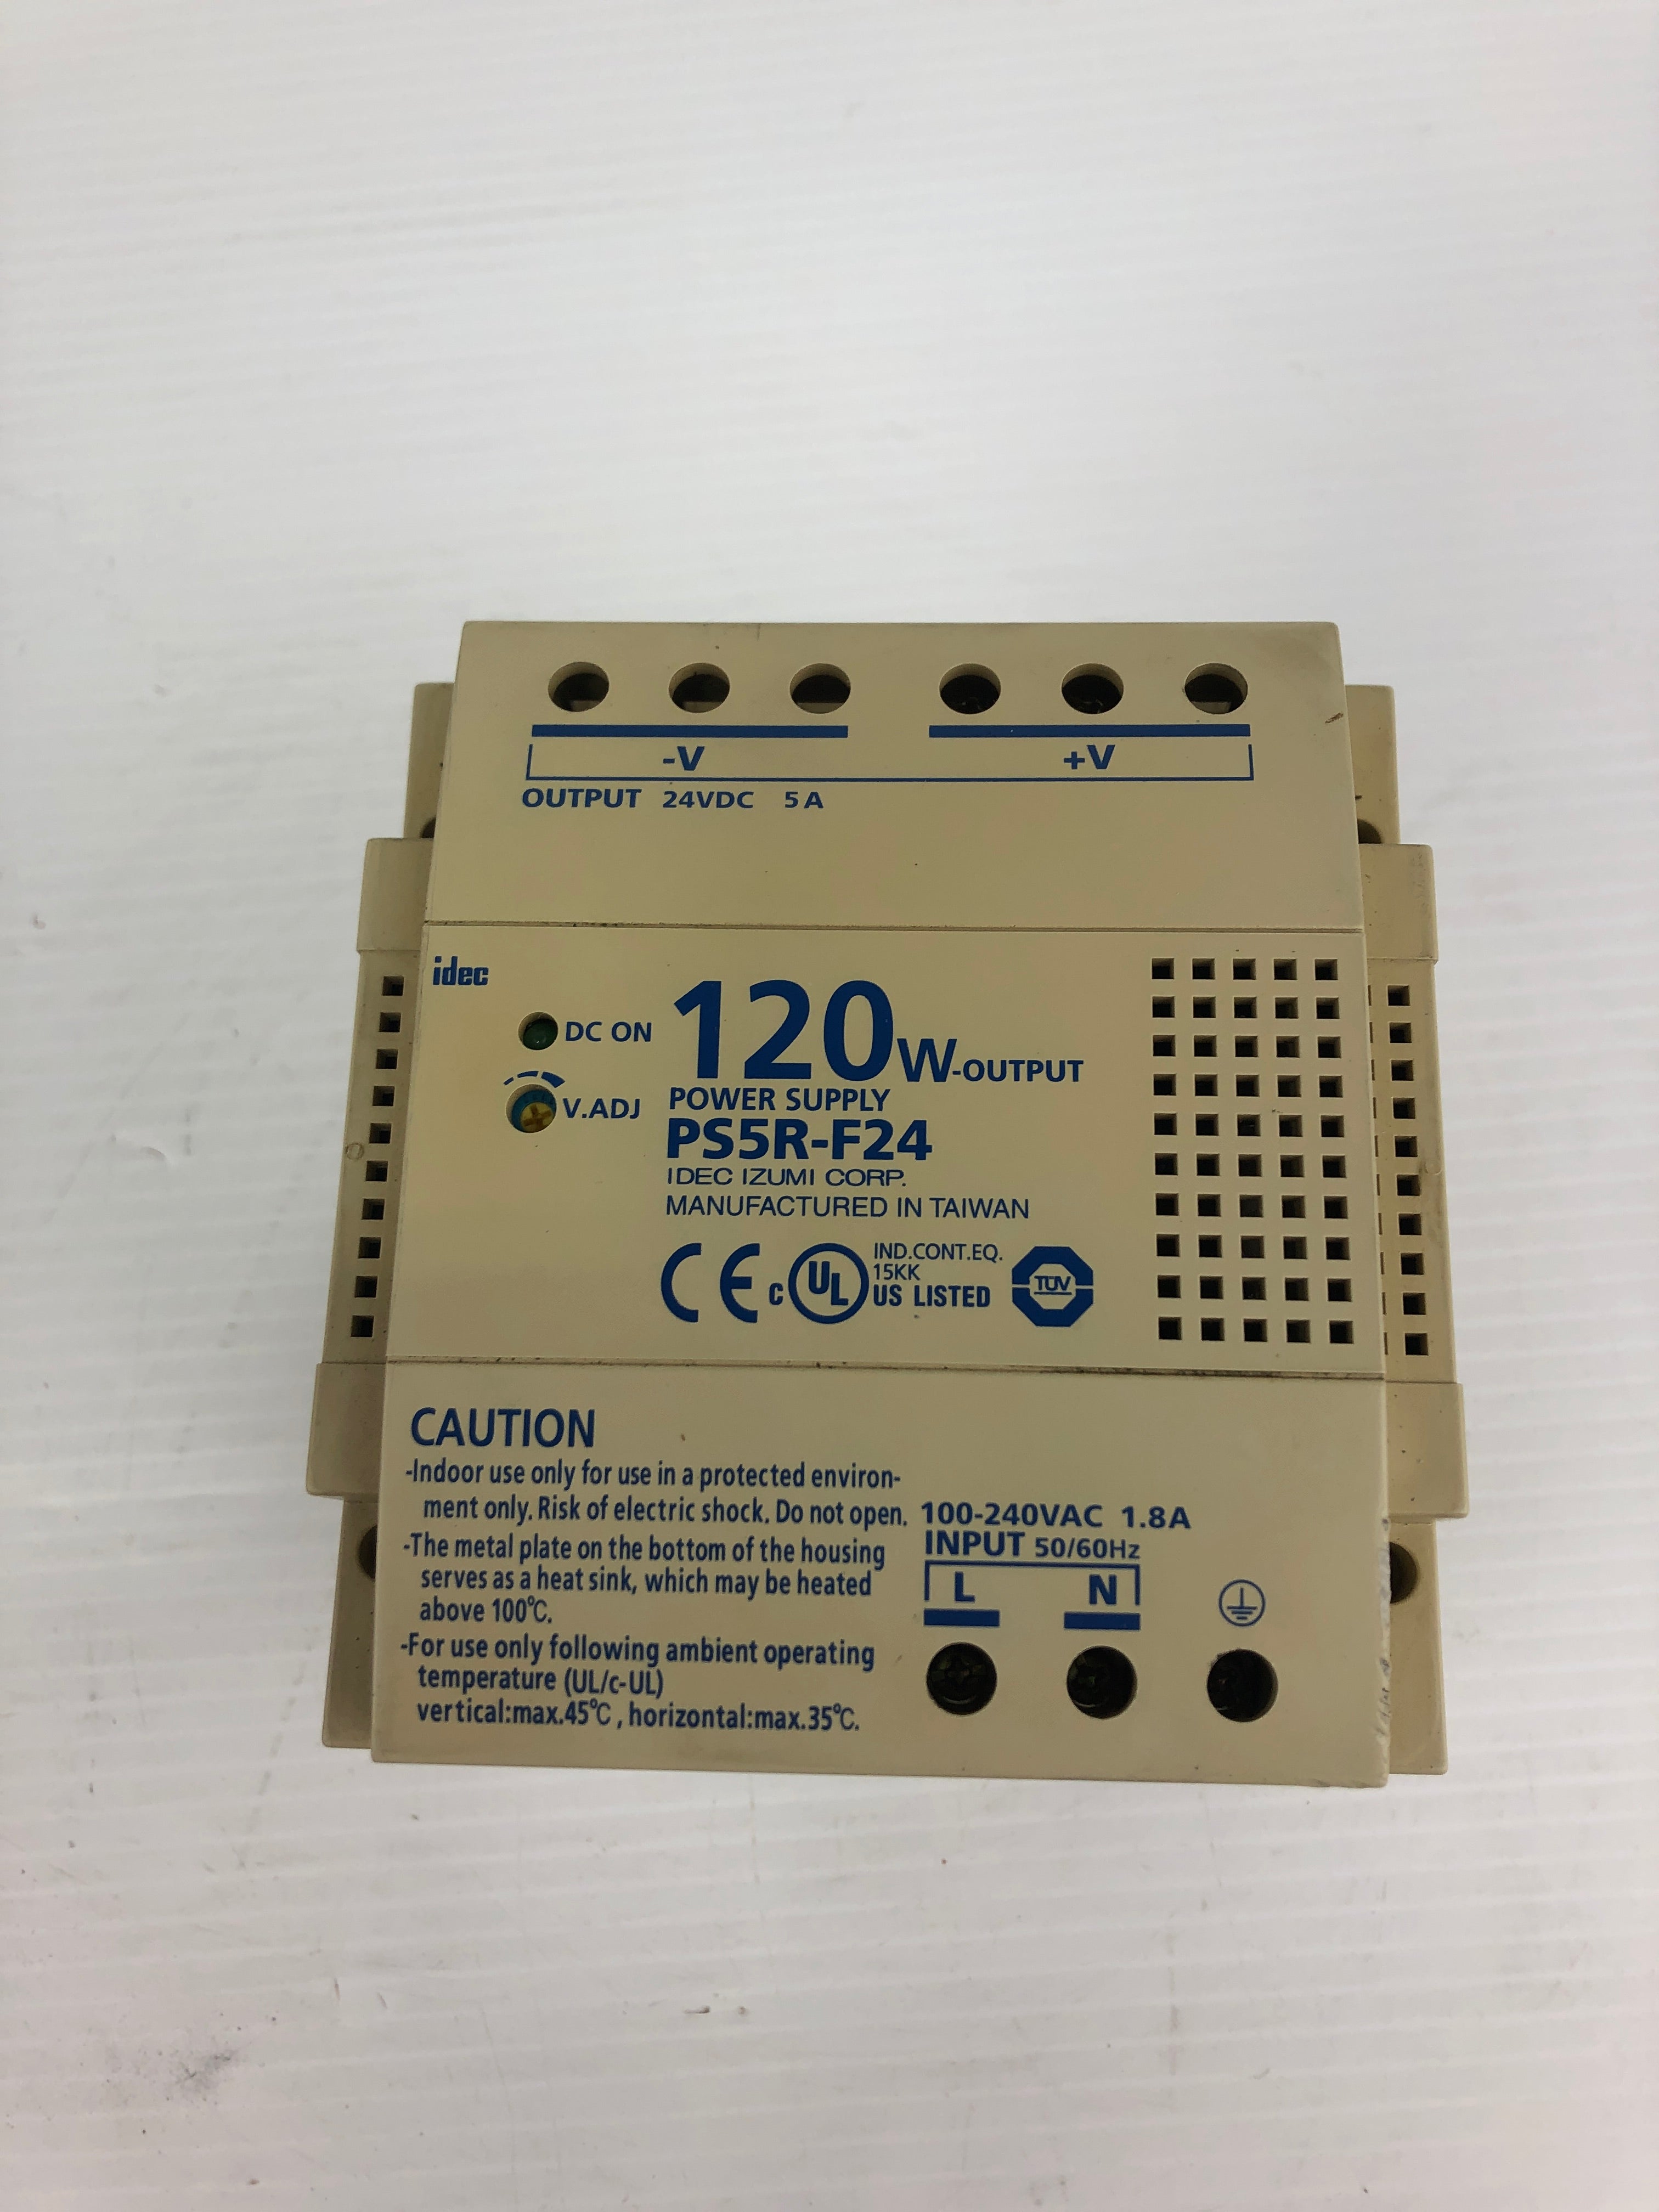 -V +V
OUTPUT 24VDC 5A
idec
DC ON
V.ADJ
120W-OUTPUT
POWER SUPPLY
PS5R-F24
IDEC IZUMI CORP.
MANUFACTURED IN TAIWAN
CE c UL US LISTED
IND.CONT.EQ.
15KK
TÜV
CAUTION
-Indoor use only for use in a protected environ-
ment only. Risk of electric shock. Do not open.
-The metal plate on the bottom of the housing
serves as a heat sink, which may be heated
above 100°C.
-For use only following ambient operating
temperature (UL/c-UL)
vertical:max.45°C, horizontal:max.35°C.
100-240VAC 1.8A
INPUT 50/60Hz
L N